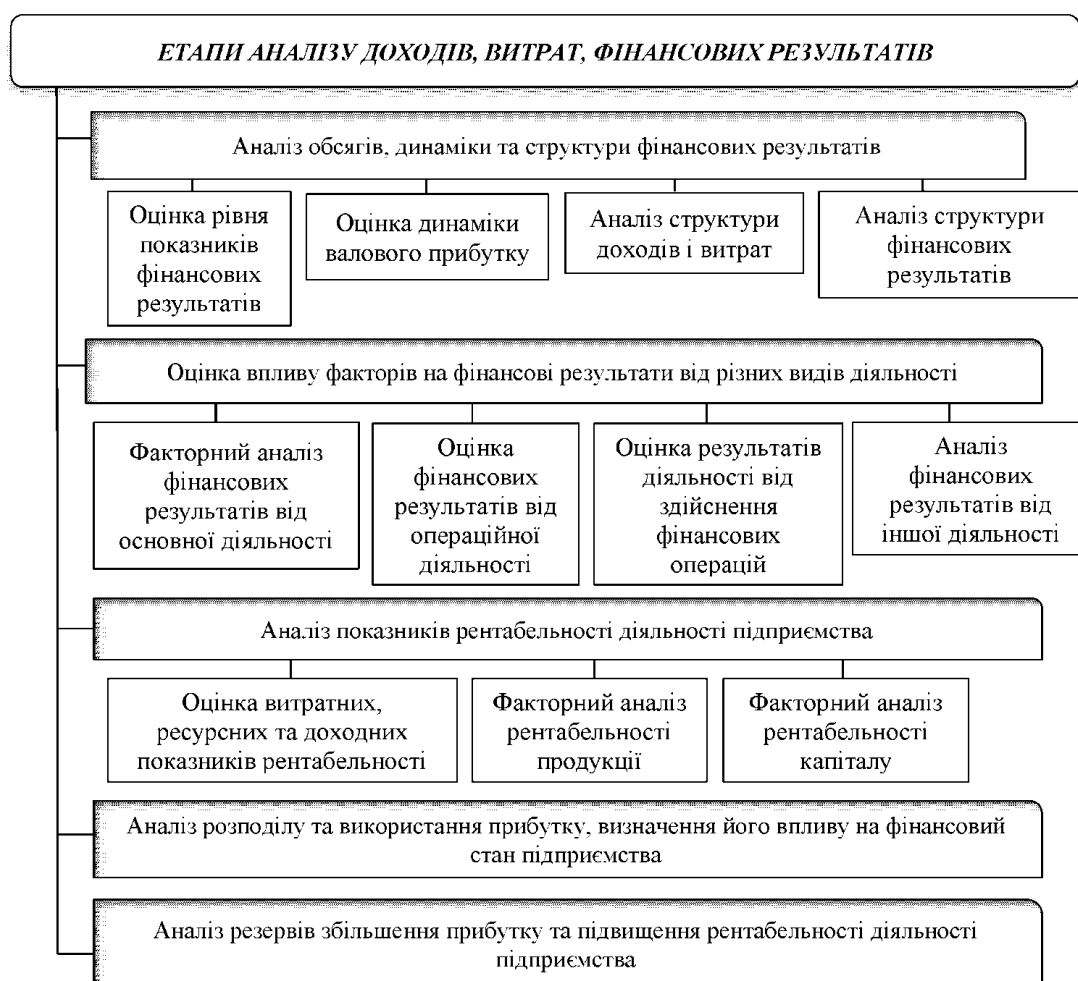 ЕТАПИ АНАЛІЗУ ДОХОДІВ, ВИТРАТ, ФІНАНСОВИХ РЕЗУЛЬТАТІВ
Аналіз обсягів, динаміки та структури фінансових результатів
Оцінка рівня
показників
фінансових
результатів
Оцінка динаміки
валового прибутку
Аналіз структури
доходів і витрат
Аналіз структури
фінансових
результатів
Оцінка впливу факторів на фінансові результати від різних видів діяльності
Факторний аналіз
фінансових
результатів від
основної діяльності
Оцінка
фінансових
результатів від
операційної
діяльності
Оцінка результатів
діяльності від
здійснення
фінансових
операцій
Аналіз
фінансових
результатів від
іншої діяльності
Аналіз показників рентабельності діяльності підприємства
Оцінка витратних,
ресурсних та доходних
показників рентабельності
Факторний аналіз
рентабельності
продукції
Факторний аналіз
рентабельності
капіталу
Аналіз розподілу та використання прибутку, визначення його впливу на фінансовий
стан підприємства
Аналіз резервів збільшення прибутку та підвищення рентабельності діяльності
підприємства